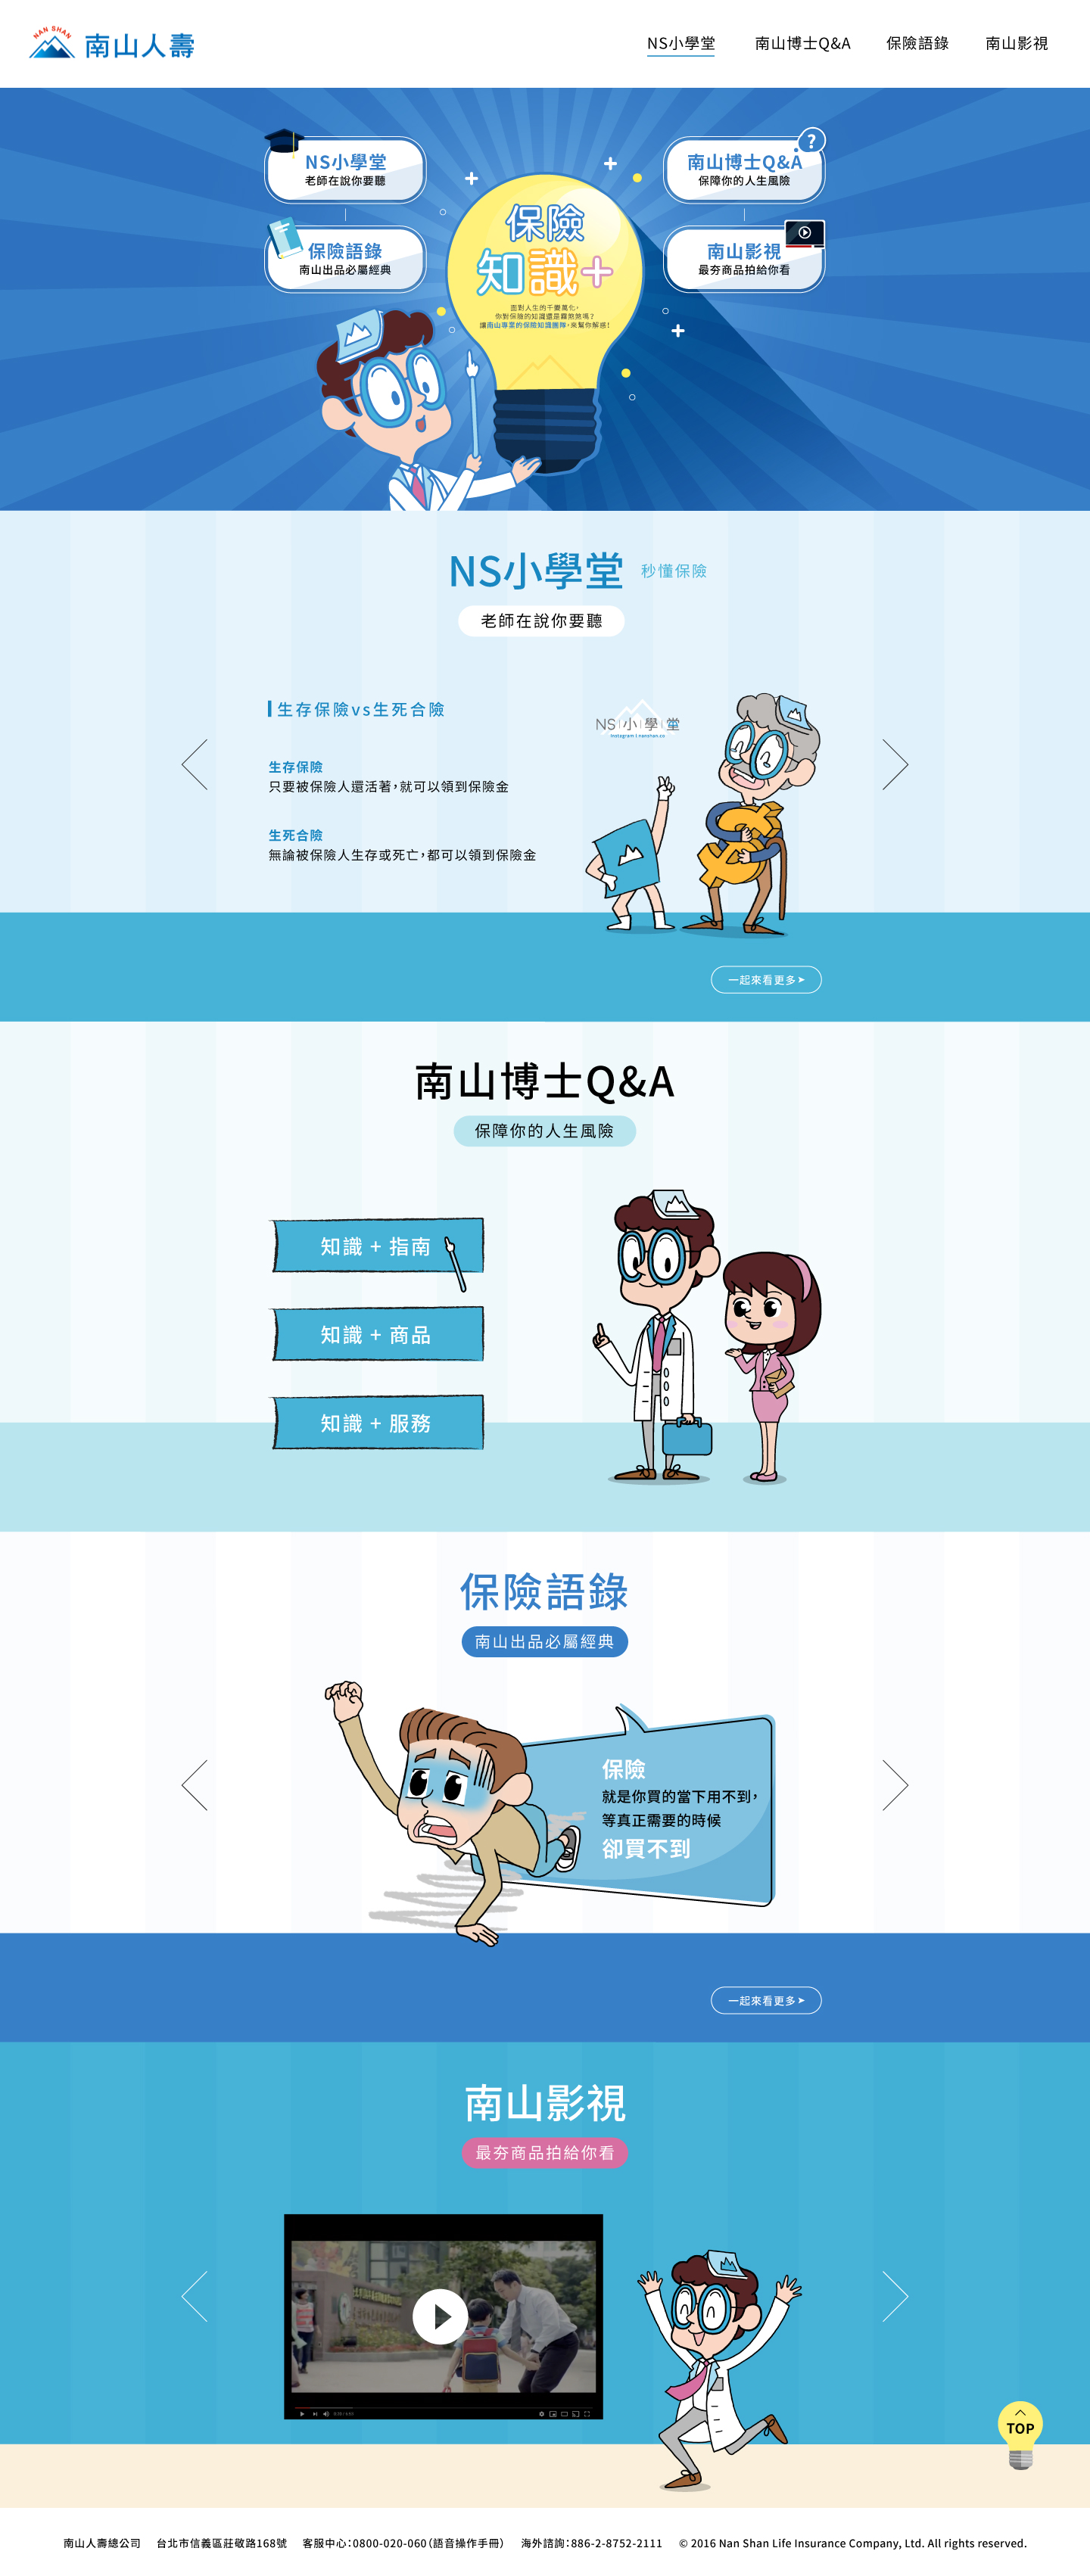 NAN SHAN
南山人壽
NS小學堂
南山博士Q&A
保險語錄
南山影視
NS小學堂
老師在說你要聽
保險語錄
南山出品必屬經典
南山博士Q&A
保障你的人生風險
南山影視
最夯商品拍給你看
保險
知識+
面對人生的千變萬化，
你對保險的知識還是霧煞煞嗎？
讓南山專業的保險知識團隊，來幫你解惑！
NS小學堂 秒懂保險
老師在說你要聽
生存保險vs生死合險
生存保險
只要被保險人還活著，就可以領到保險金
生死合險
無論被保險人生存或死亡，都可以領到保險金
NS小學堂
Instagram | nanshan.co
一起來看更多
南山博士Q&A
保障你的人生風險
知識 + 指南
知識 + 商品
知識 + 服務
保險語錄
南山出品必屬經典
保險
就是你買的當下用不到，
等真正需要的時候
卻買不到
一起來看更多
南山影視
最夯商品拍給你看
TOP
南山人壽總公司 台北市信義區莊敬路168號 客服中心：0800-020-060（語音操作手冊） 海外諮詢：886-2-8752-2111 © 2016 Nan Shan Life Insurance Company, Ltd. All rights reserved.